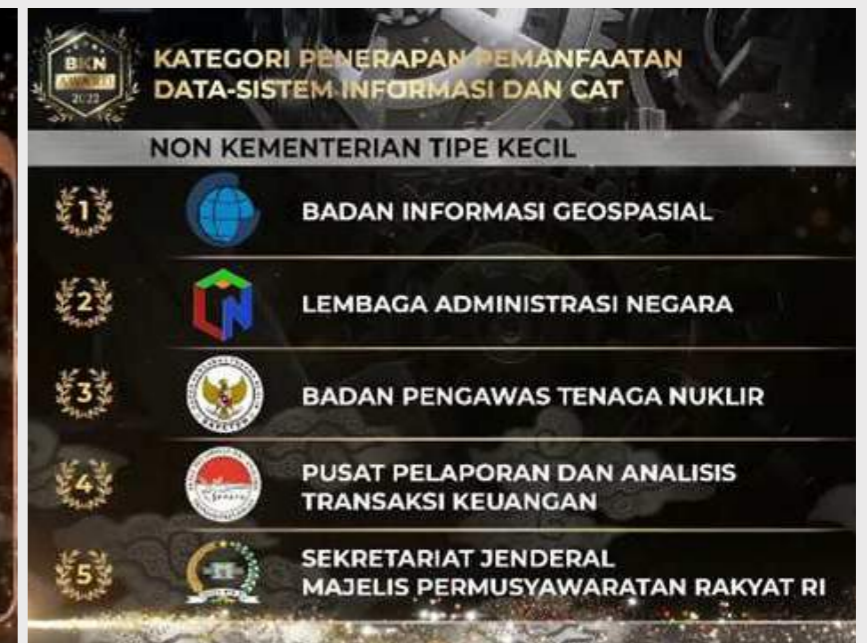 BKN
AWARD
2022
KATEGORI PENERAPAN PEMANFAATAN
DATA-SISTEM INFORMASI DAN CAT
NON KEMENTERIAN TIPE KECIL
1
BADAN INFORMASI GEOSPASIAL
2
LEMBAGA ADMINISTRASI NEGARA
3
BADAN PENGAWAS TENAGA NUKLIR
BAPETEN
4
PUSAT PELAPORAN DAN ANALISIS
TRANSAKSI KEUANGAN
5
SEKRETARIAT JENDERAL
MAJELIS PERMUSYAWARATAN RAKYAT RI